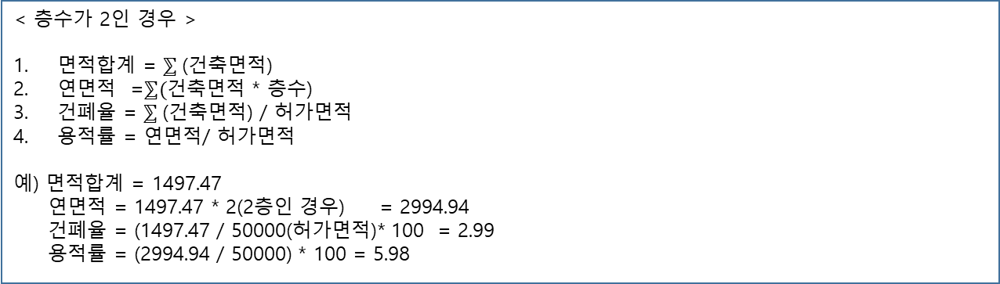 < 층수가 2인 경우 >
1. 면적합계 = ∑ (건축면적)
2. 연면적 =∑(건축면적 * 층수)
3. 건폐율 = ∑ (건축면적) / 허가면적
4. 용적률 = 연면적/ 허가면적
예) 면적합계 = 1497.47
연면적 = 1497.47 * 2(2층인 경우) = 2994.94
건폐율 = (1497.47 / 50000(허가면적)* 100 = 2.99
용적률 = (2994.94 / 50000) * 100 = 5.98